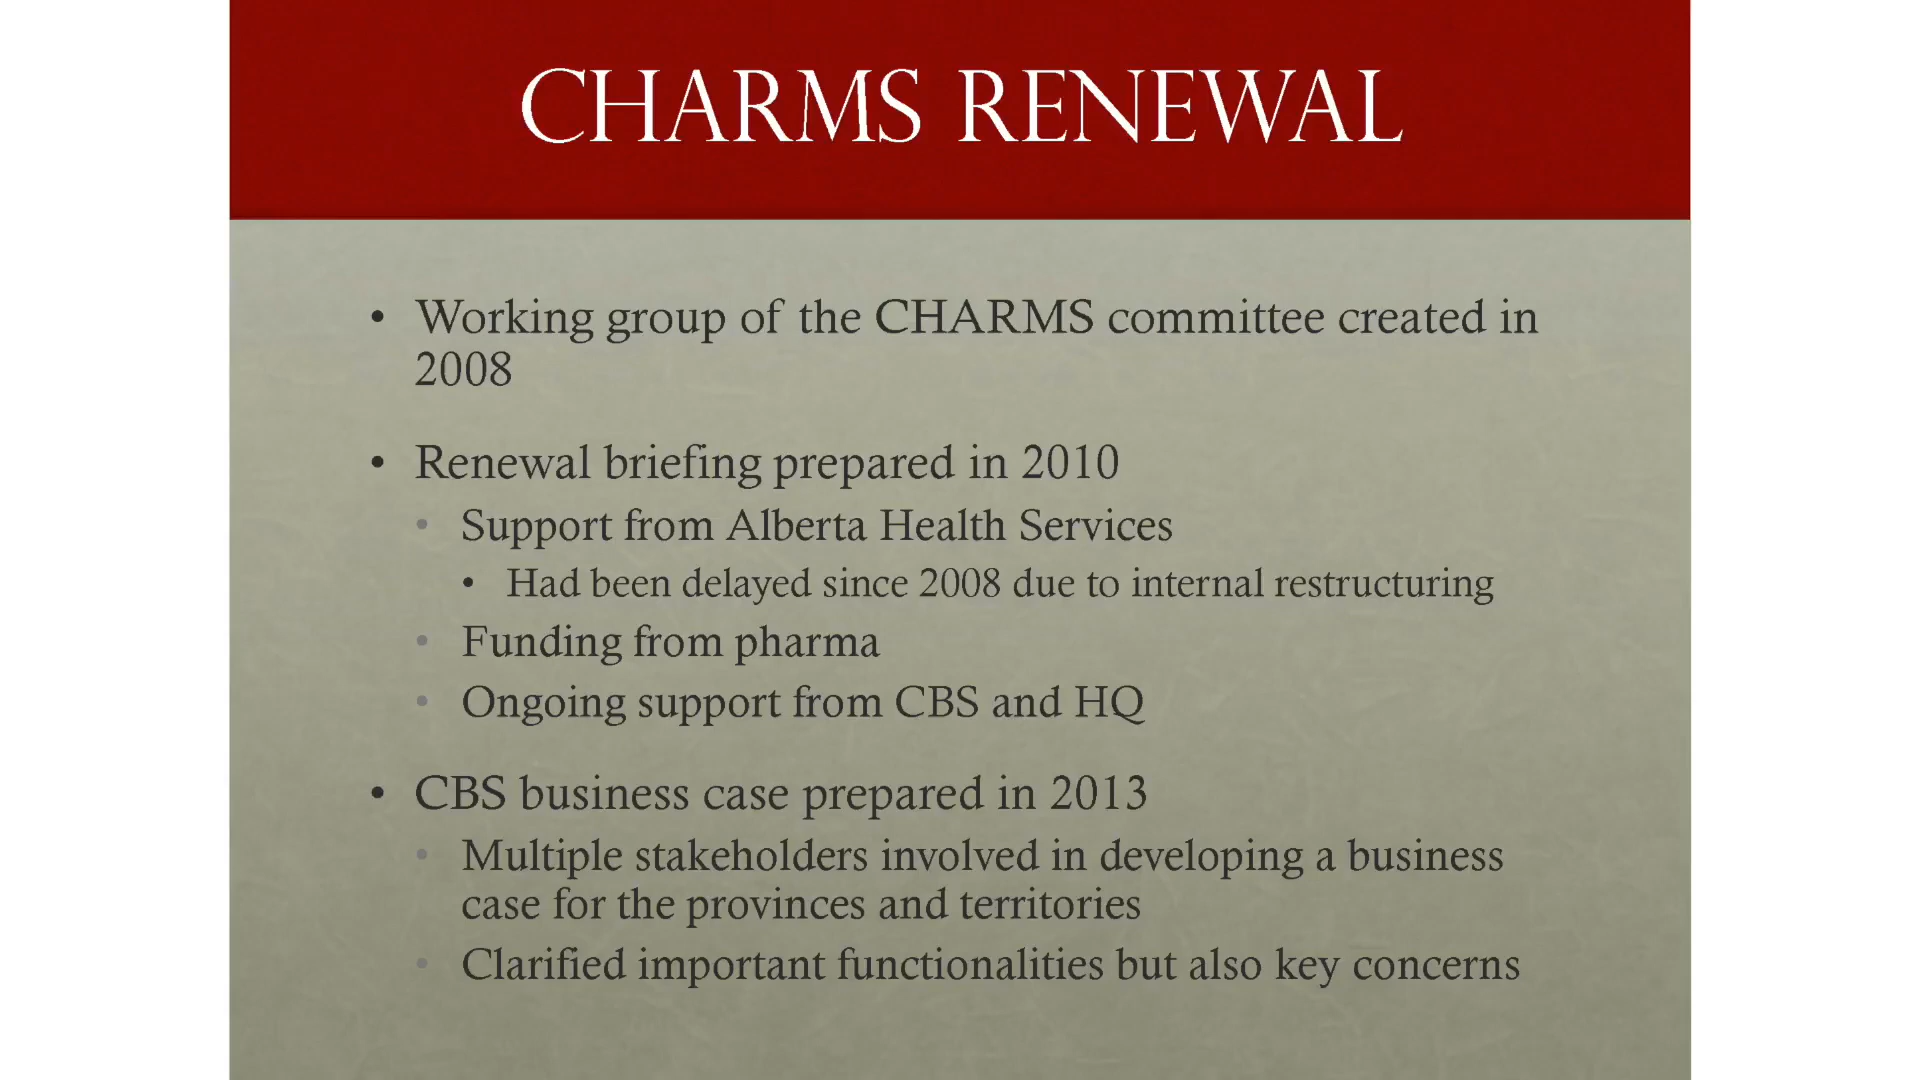 CHARMS RENEWAL
• Working group of the CHARMS committee created in
2008
• Renewal briefing prepared in 2010
• Support from Alberta Health Services
• Had been delayed since 2008 due to internal restructuring
• Funding from pharma
• Ongoing support from CBS and HQ
• CBS business case prepared in 2013
• Multiple stakeholders involved in developing a business
case for the provinces and territories
• Clarified important functionalities but also key concerns